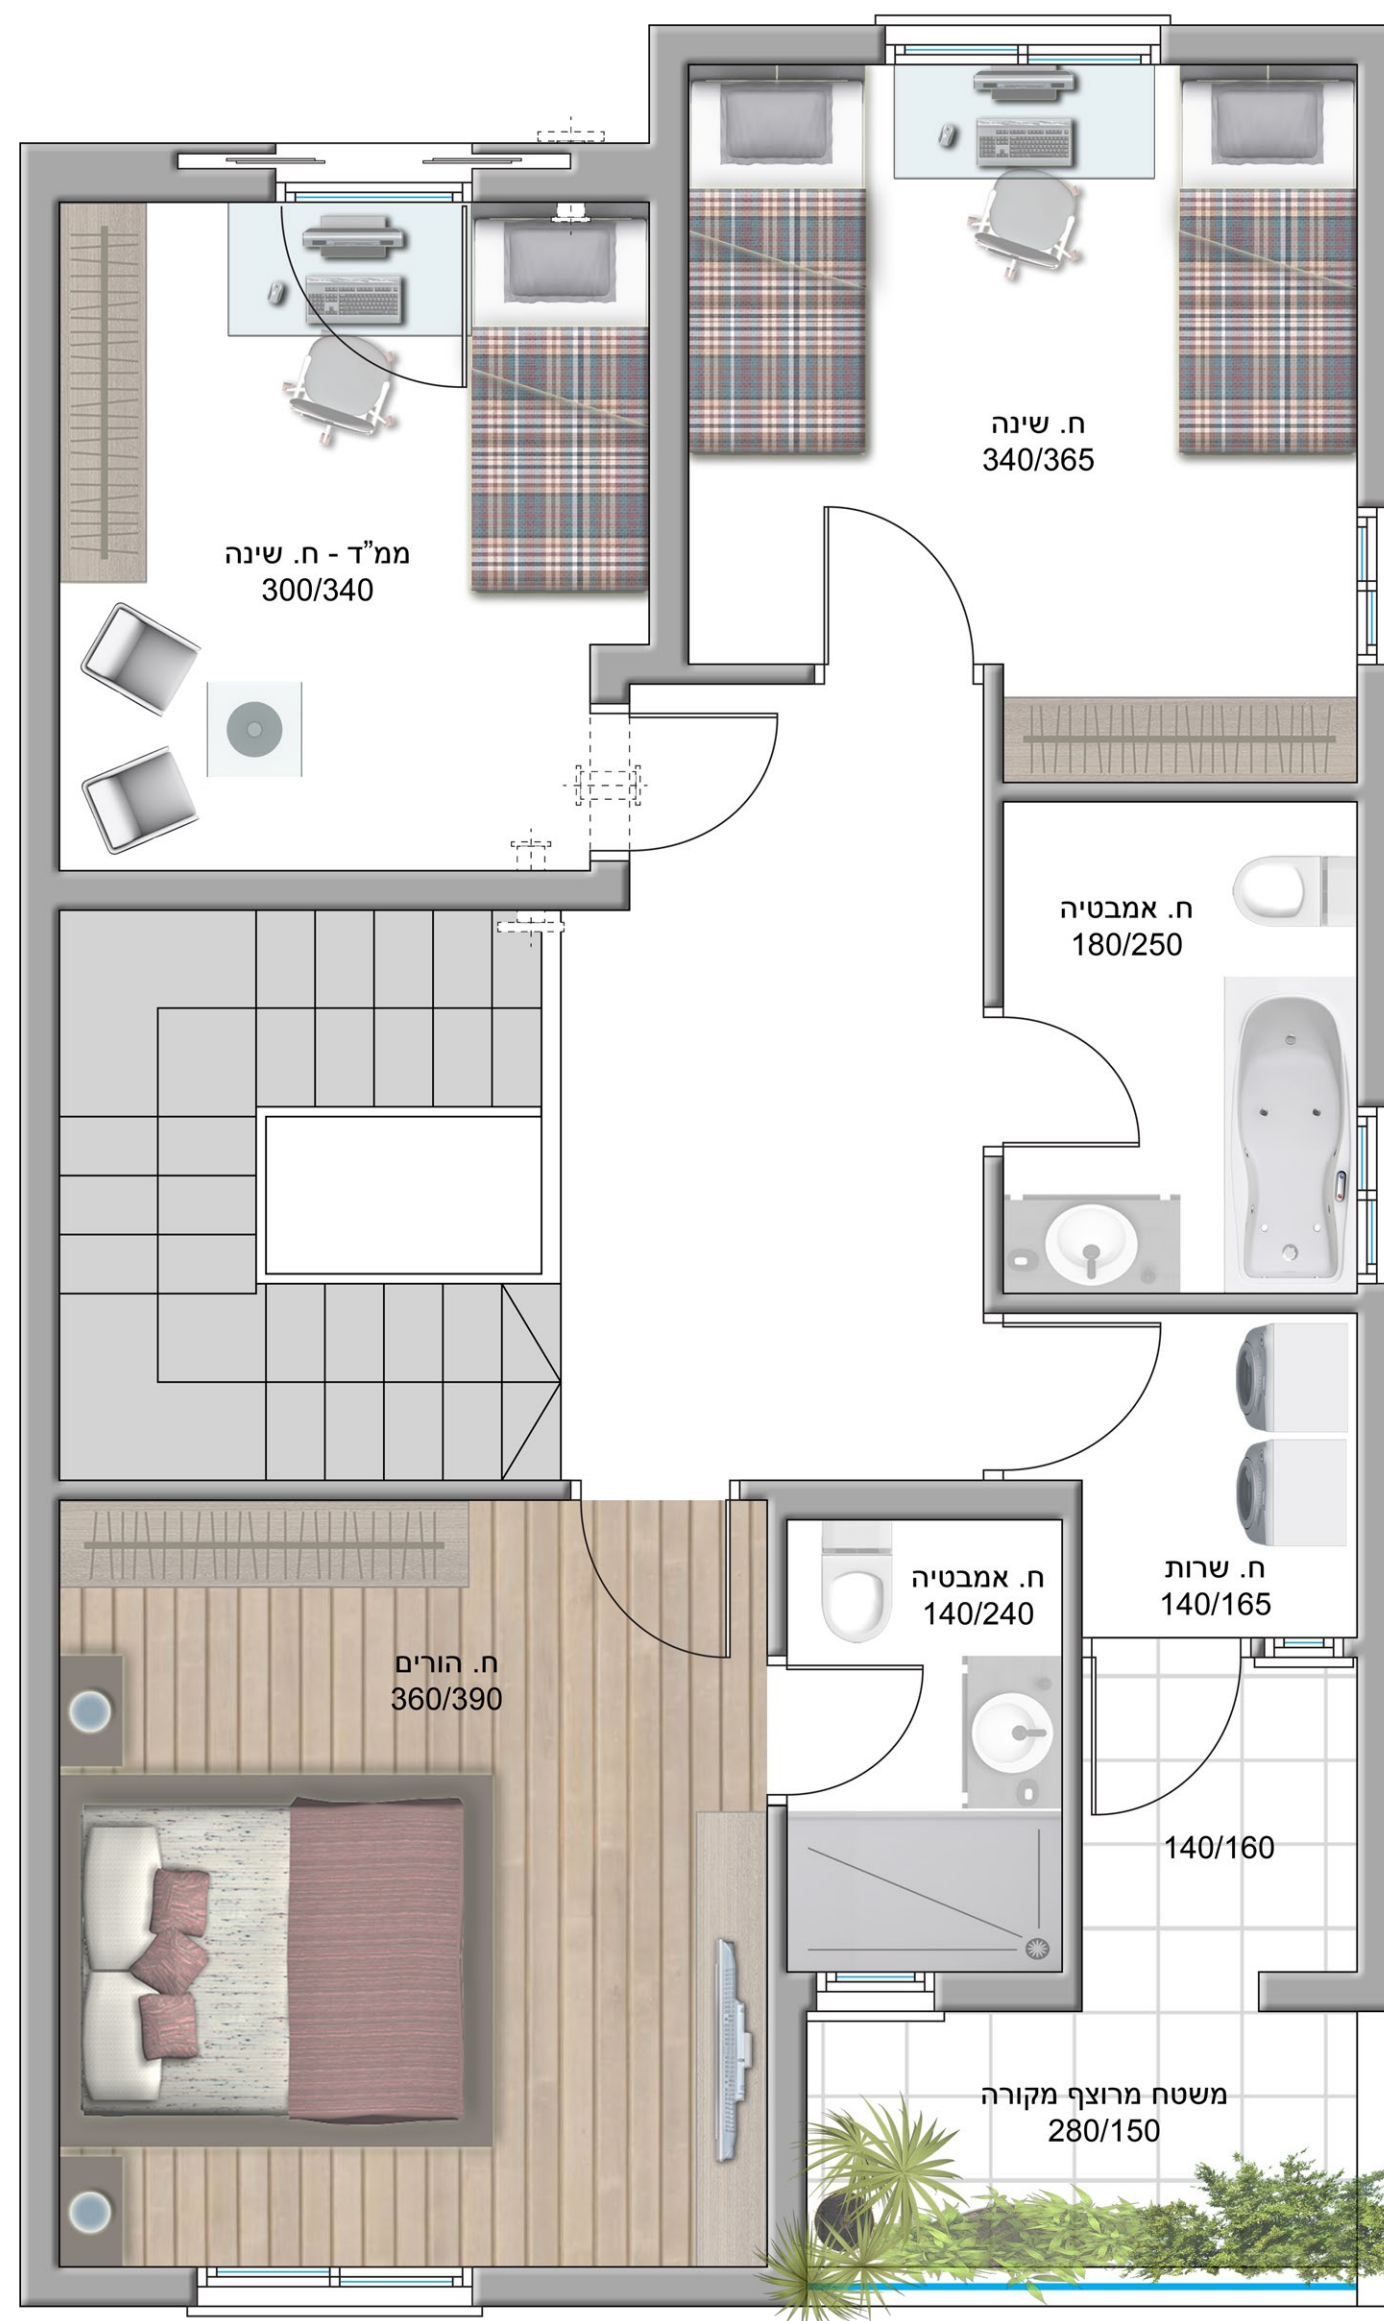 ח. שינה
340/365
ממ”ד - ח. שינה
300/340
ח. אמבטיה
180/250
ח. שרות
140/165
ח. אמבטיה
140/240
ח. הורים
360/390
140/160
משטח מרוצף מקורה
280/150